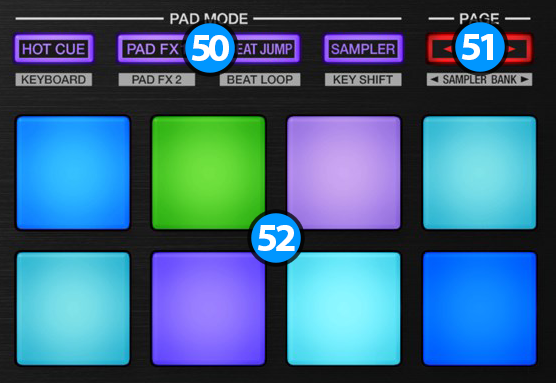 PAD MODE PAGE
HOT CUE PAD FX 50 JUMP SAMPLER 51
KEYBOARD PAD FX 2 BEAT LOOP KEY SHIFT ◄ SAMPLER BANK ►
52